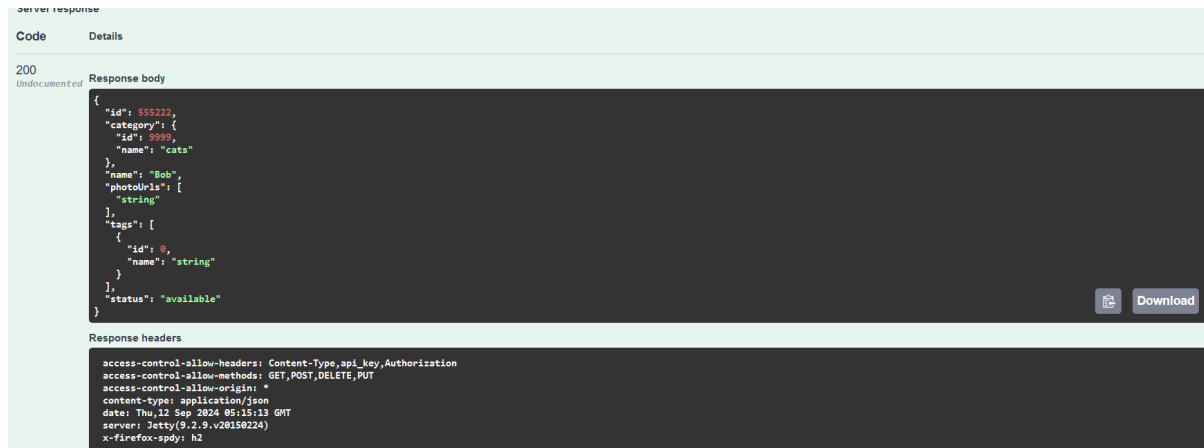 Server response
Code Details
200
Undocumented
Response body
{
  "id": 555222,
  "category": {
    "id": 9999,
    "name": "cats"
  },
  "name": "Bob",
  "photoUrls": [
    "string"
  ],
  "tags": [
    {
      "id": 0,
      "name": "string"
    }
  ],
  "status": "available"
}
Download
Response headers
access-control-allow-headers: Content-Type,api_key,Authorization
access-control-allow-methods: GET,POST,DELETE,PUT
access-control-allow-origin: *
content-type: application/json
date: Thu,12 Sep 2024 05:15:13 GMT
server: Jetty(9.2.9.v20150224)
x-firefox-spdy: h2